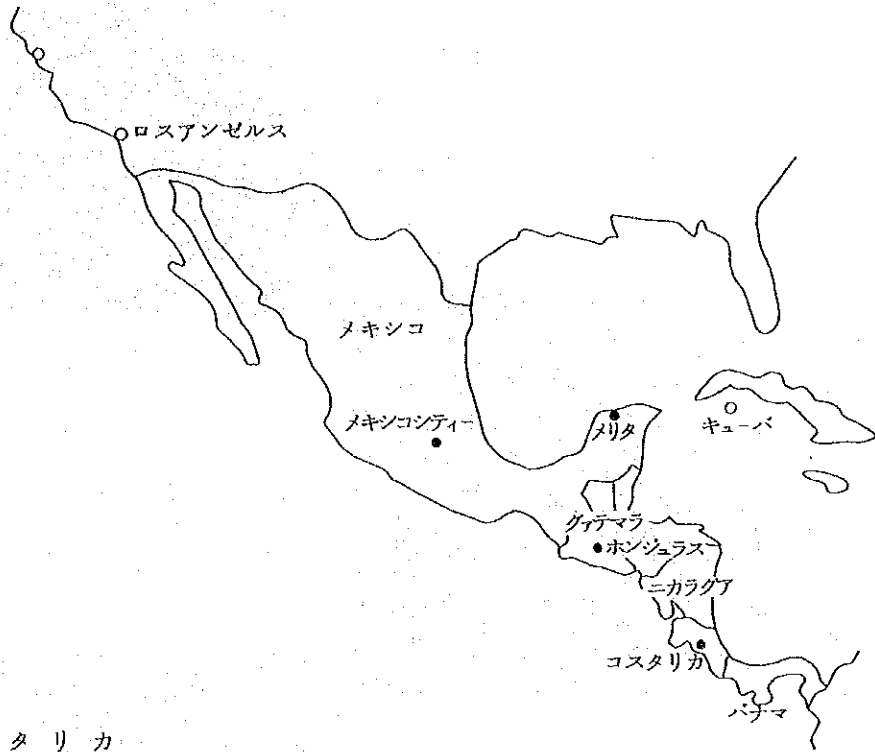 ロスアンゼルス
メキシコ
メキシコシティー
メリタ
キューバ
グァテマラ
ホンジュラス
ニカラグア
コスタリカ
パナマ
タリカ